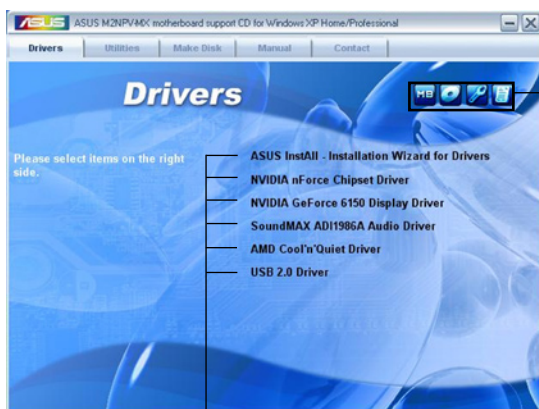 ASUS ASUS M2NPV-MX motherboard support CD for Windows XP Home/Professional
Drivers Utilities Make Disk Manual Contact
Drivers
MB
Please select items on the right
side.
ASUS InstAll - Installation Wizard for Drivers
NVIDIA nForce Chipset Driver
NVIDIA GeForce 6150 Display Driver
SoundMAX ADI1986A Audio Driver
AMD Cool'n'Quiet Driver
USB 2.0 Driver